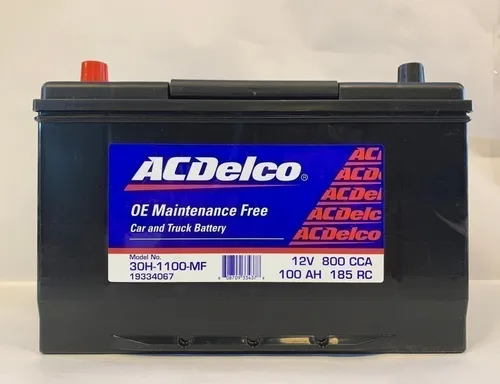 ACDelco®
ACDelco
OE Maintenance Free
Car and Truck Battery
Model No.
30H-1100-MF
19334067
12V 800 CCA
100 AH 185 RC